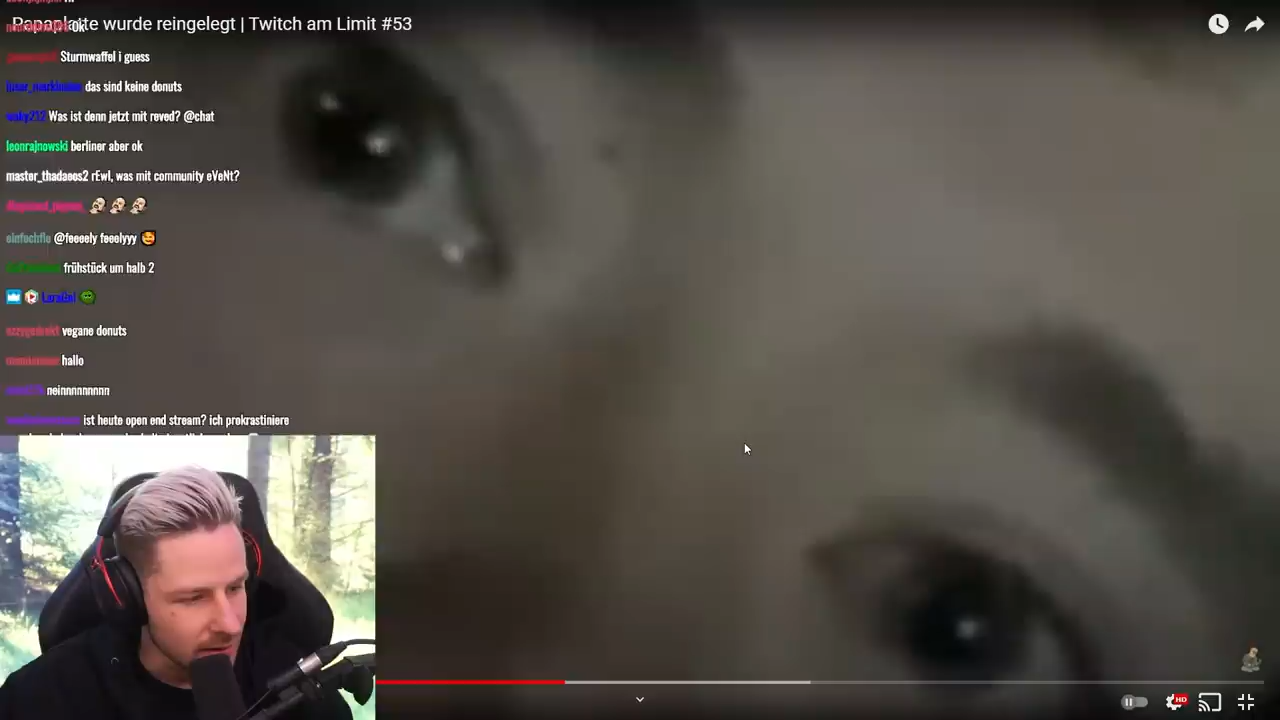 Papaplatte wurde reingelegt | Twitch am Limit #53
Ok
Sturmwaffel i guess
das sind keine donuts
Was ist denn jetzt mit reved? @chat
leonrajnowski berliner aber ok
master_thadaeos2 rEwI, was mit community eVeNt?
einfachflo @feeeely feeelyyy
frühstück um halb 2
vegane donuts
hallo
neinnnnnnnnn
ist heute open end stream? ich prokrastiniere
HD